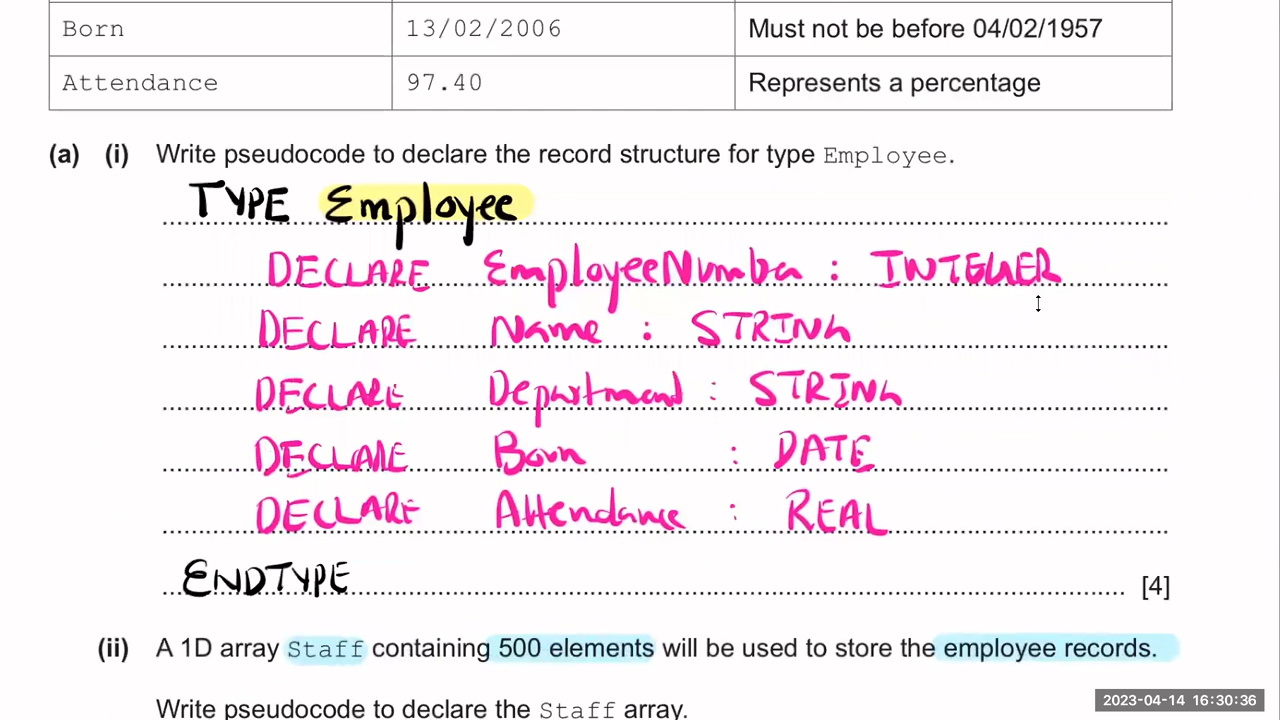 Born 13/02/2006 Must not be before 04/02/1957
Attendance 97.40 Represents a percentage
(a) (i) Write pseudocode to declare the record structure for type Employee.
TYPE Employee
DECLARE EmployeeNumber : INTEGER
DECLARE Name : STRING
DECLARE Department : STRING
DECLARE Born : DATE
DECLARE Attendance : REAL
ENDTYPE [4]
(ii) A 1D array Staff containing 500 elements will be used to store the employee records.
Write pseudocode to declare the Staff array.
2023-04-14 16:30:36